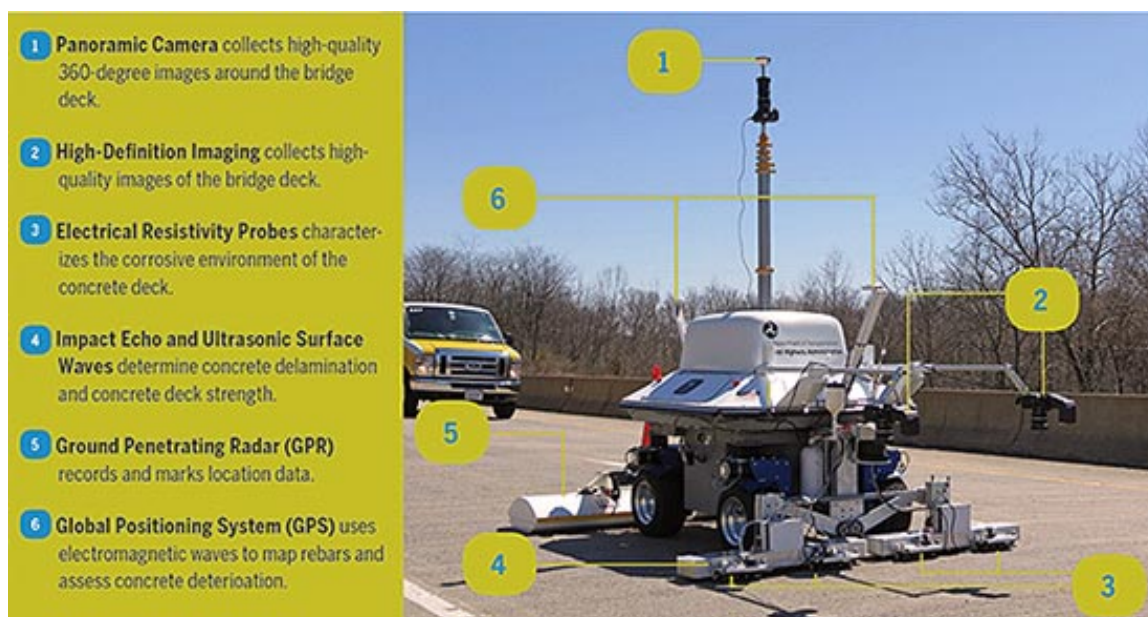 1 Panoramic Camera collects high-quality
360-degree images around the bridge
deck.
2 High-Definition Imaging collects high-
quality images of the bridge deck.
3 Electrical Resistivity Probes character-
izes the corrosive environment of the
concrete deck.
4 Impact Echo and Ultrasonic Surface
Waves determine concrete delamination
and concrete deck strength.
5 Ground Penetrating Radar (GPR)
records and marks location data.
6 Global Positioning System (GPS) uses
electromagnetic waves to map rebars and
assess concrete deterioation.
1
6
2
5
4
3